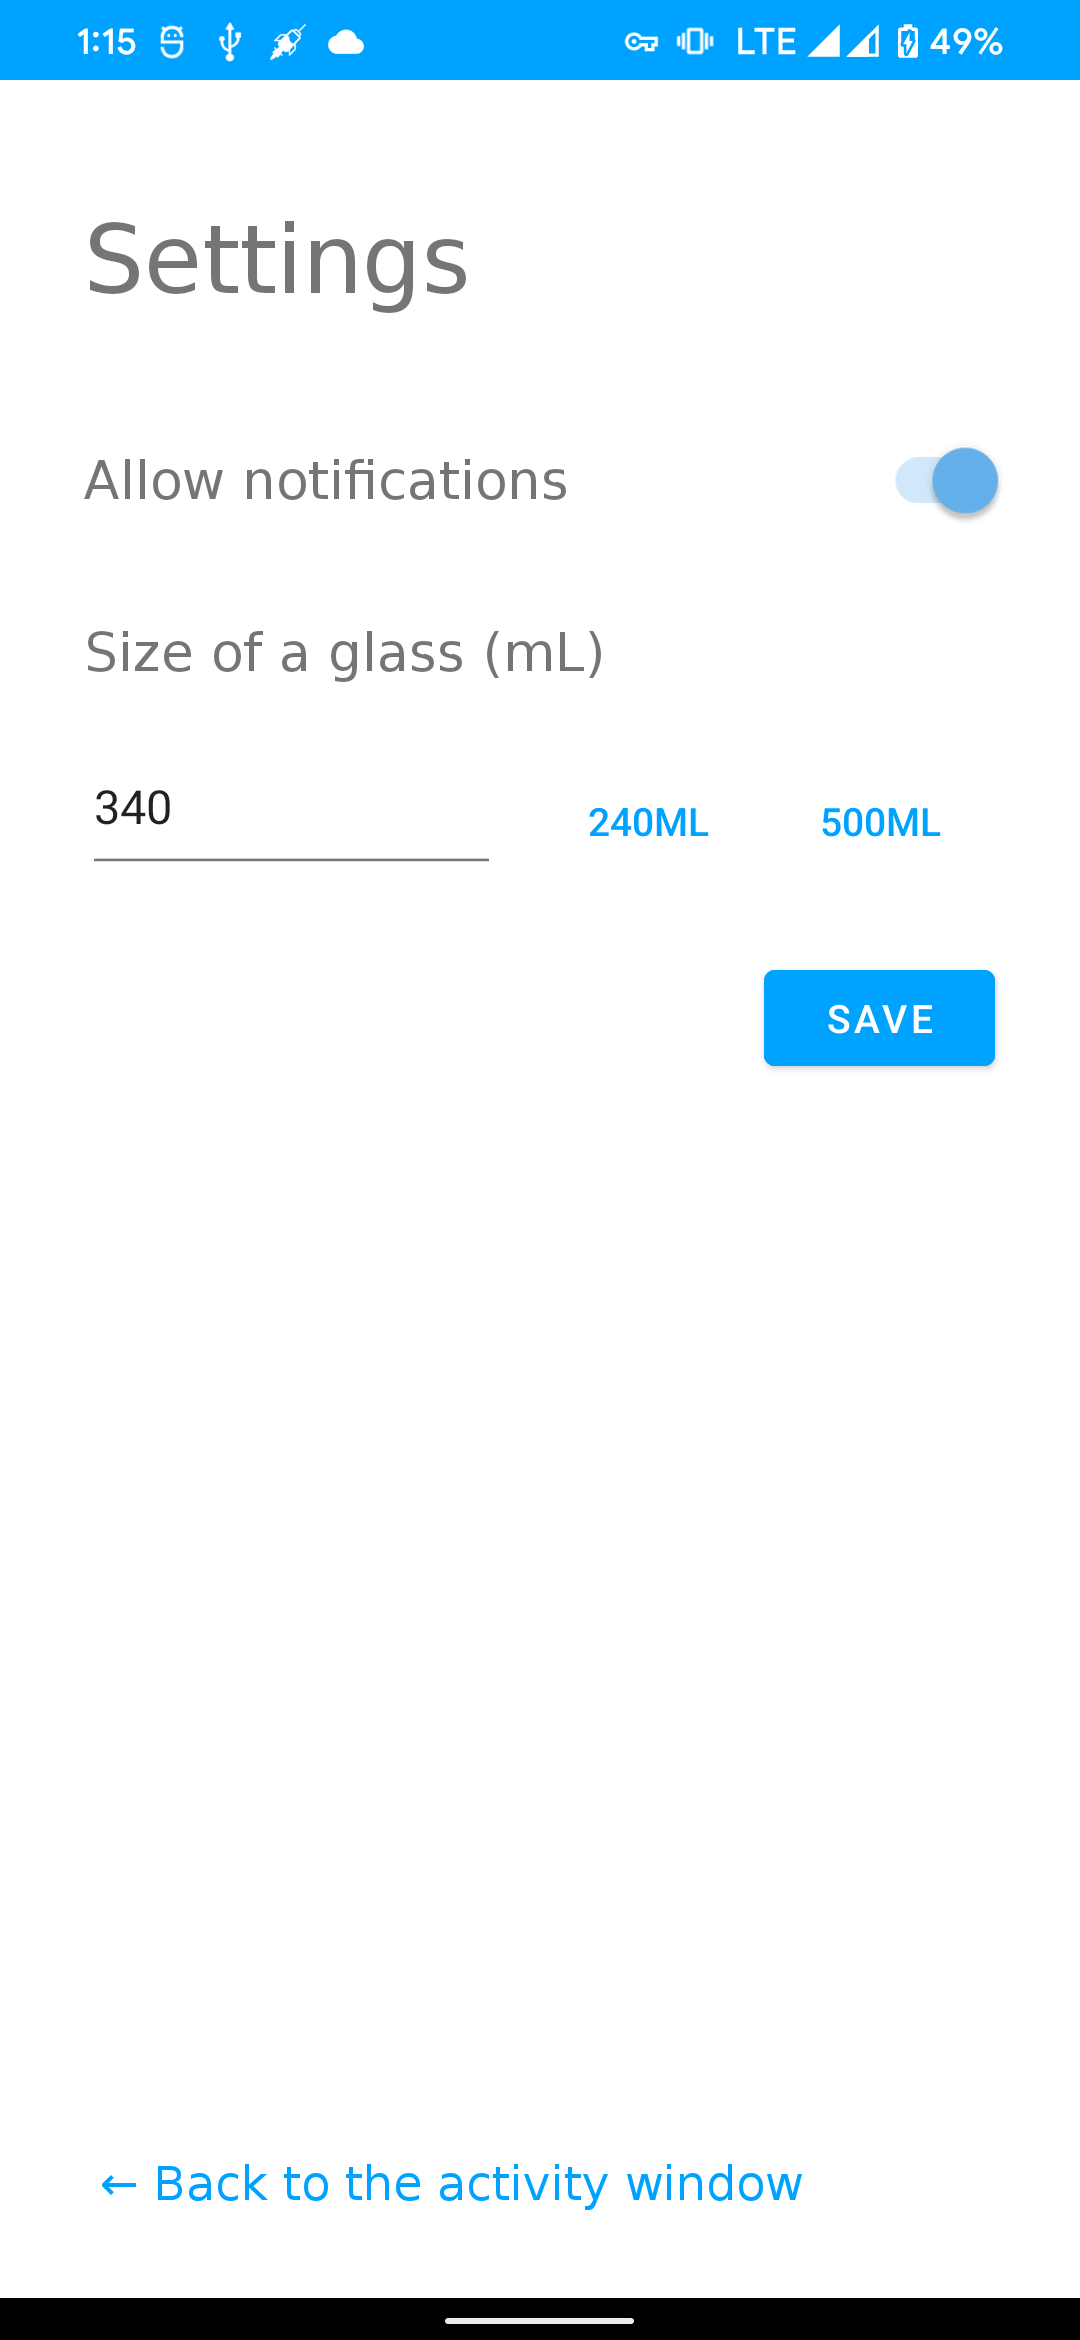 1:15 LTE 49%
Settings
Allow notifications
Size of a glass (mL)
340 240ML 500ML
SAVE
← Back to the activity window